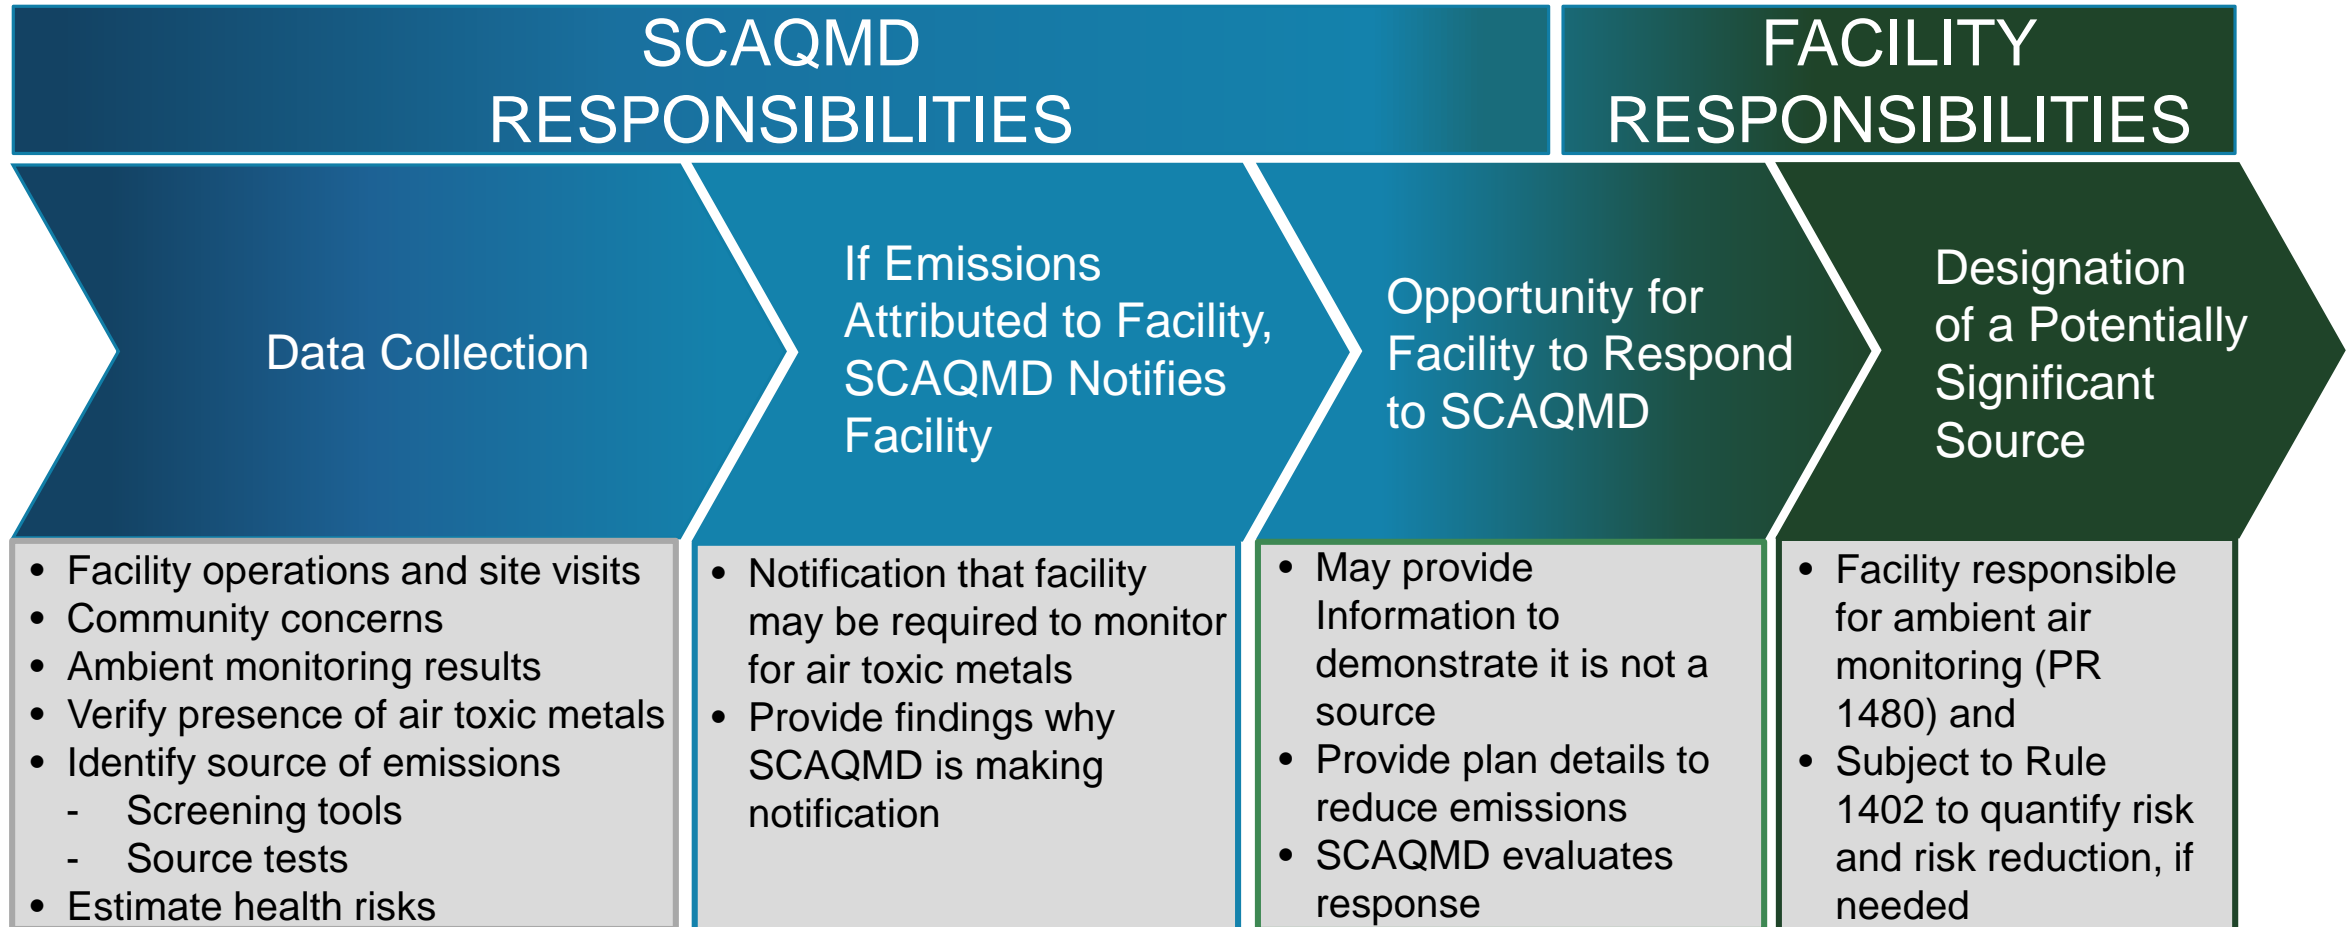 SCAQMD
RESPONSIBILITIES
FACILITY
RESPONSIBILITIES
Data Collection
If Emissions
Attributed to Facility,
SCAQMD Notifies
Facility
Opportunity for
Facility to Respond
to SCAQMD
Designation
of a Potentially
Significant
Source
• Facility operations and site visits
• Community concerns
• Ambient monitoring results
• Verify presence of air toxic metals
• Identify source of emissions
- Screening tools
- Source tests
• Estimate health risks
• Notification that facility
may be required to monitor
for air toxic metals
• Provide findings why
SCAQMD is making
notification
• May provide
Information to
demonstrate it is not a
source
• Provide plan details to
reduce emissions
• SCAQMD evaluates
response
• Facility responsible
for ambient air
monitoring (PR
1480) and
• Subject to Rule
1402 to quantify risk
and risk reduction, if
needed